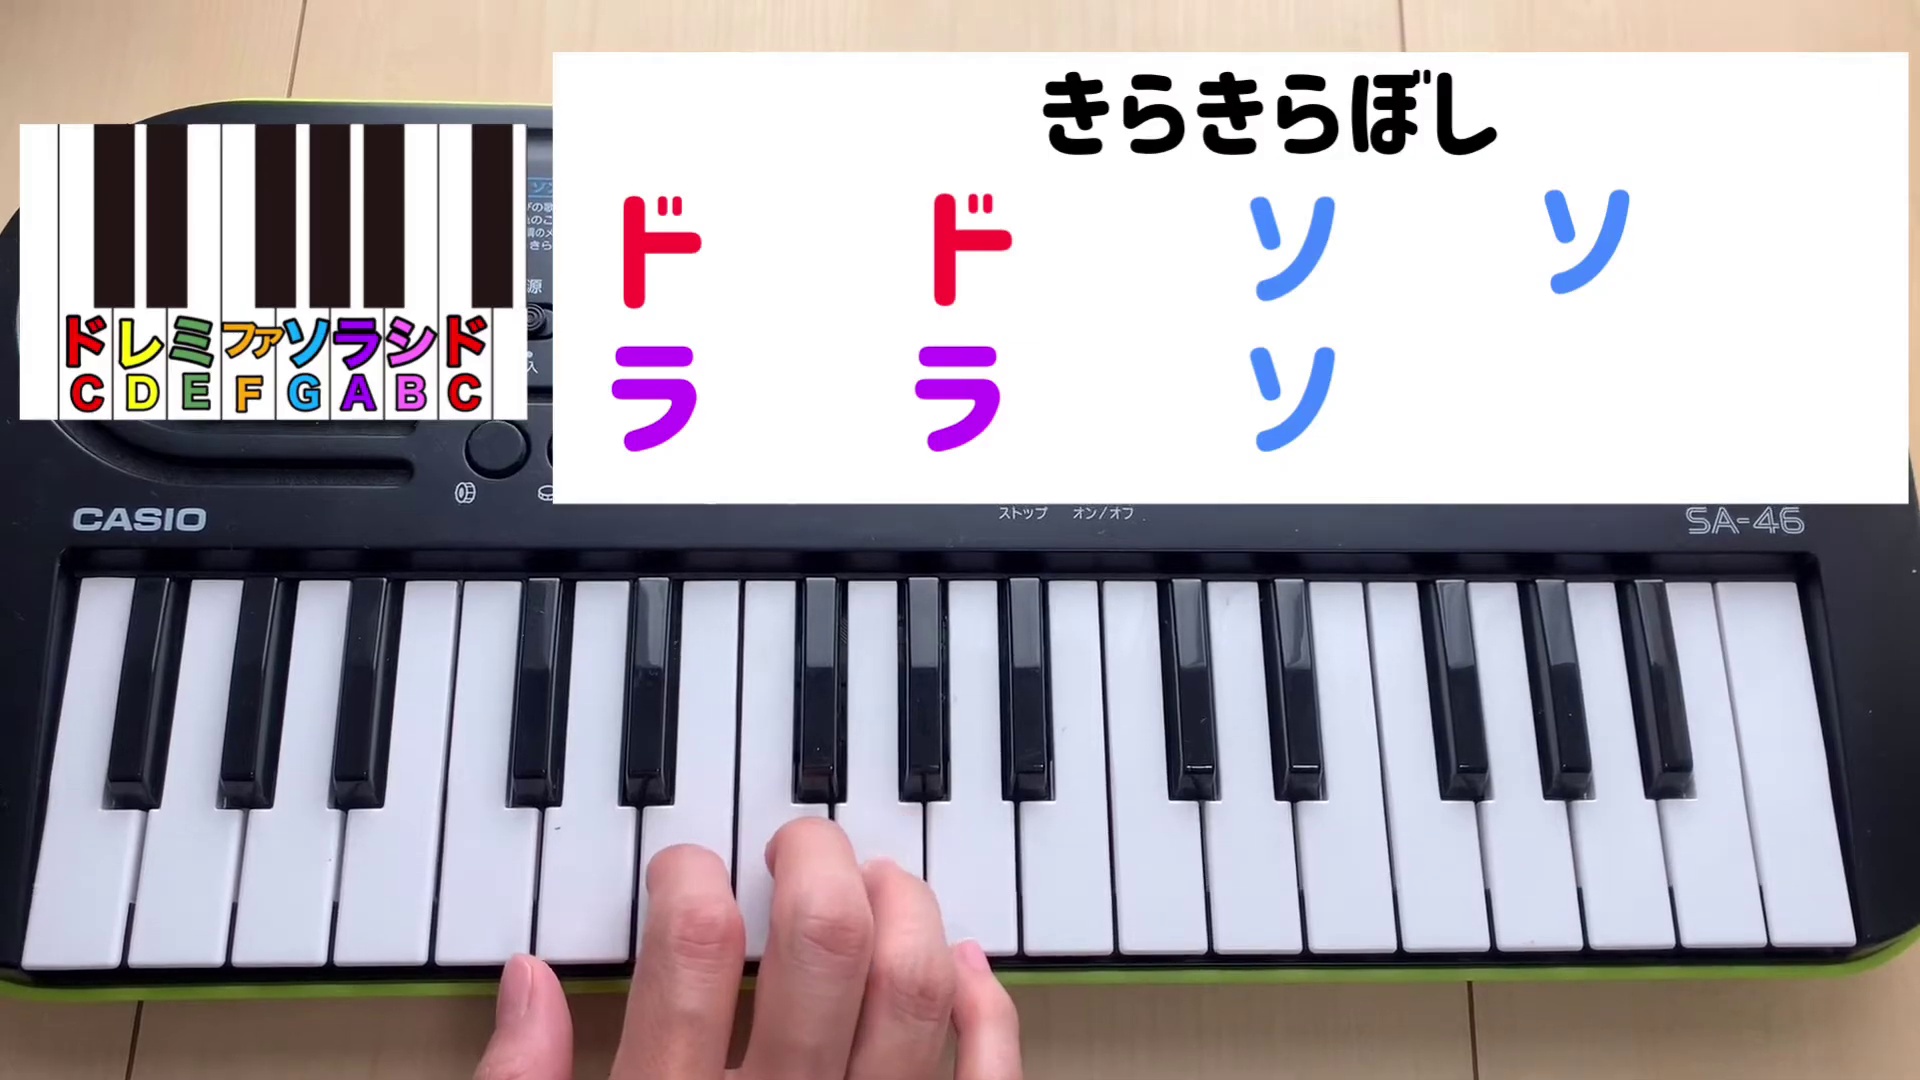 きらきらぼし
ド ド ソ ソ
ララソ
ドレミファソラシド
C D E F G A B C
源
CASIO
ストップ オン/オフ
SA-46